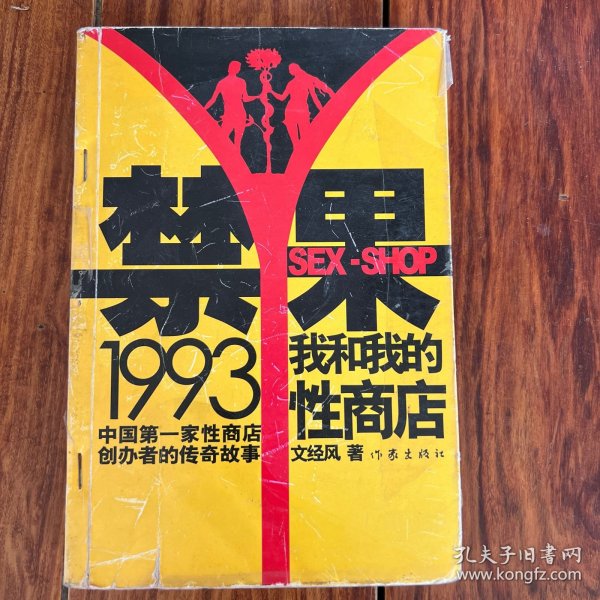 禁果
SEX-SHOP
1993
我和我的
性商店
中国第一家性商店
创办者的传奇故事
文经风 著 作家出版社
孔夫子旧書网
www.kongfz.com